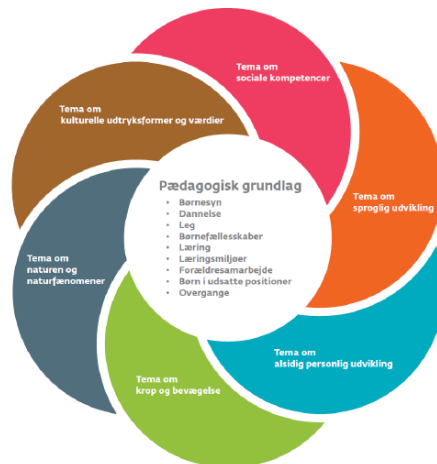 Tema om
sociale kompetencer
Tema om
kulturelle udtryksformer og værdier
Tema om
sproglig udvikling
Pædagogisk grundlag
• Børnesyn
• Dannelse
• Leg
• Børnefællesskaber
• Læring
• Læringsmiljøer
• Forældresamarbejde
• Børn i udsatte positioner
• Overgange
Tema om
naturen og
naturfænomener
Tema om
alsidig personlig udvikling
Tema om
krop og bevægelse